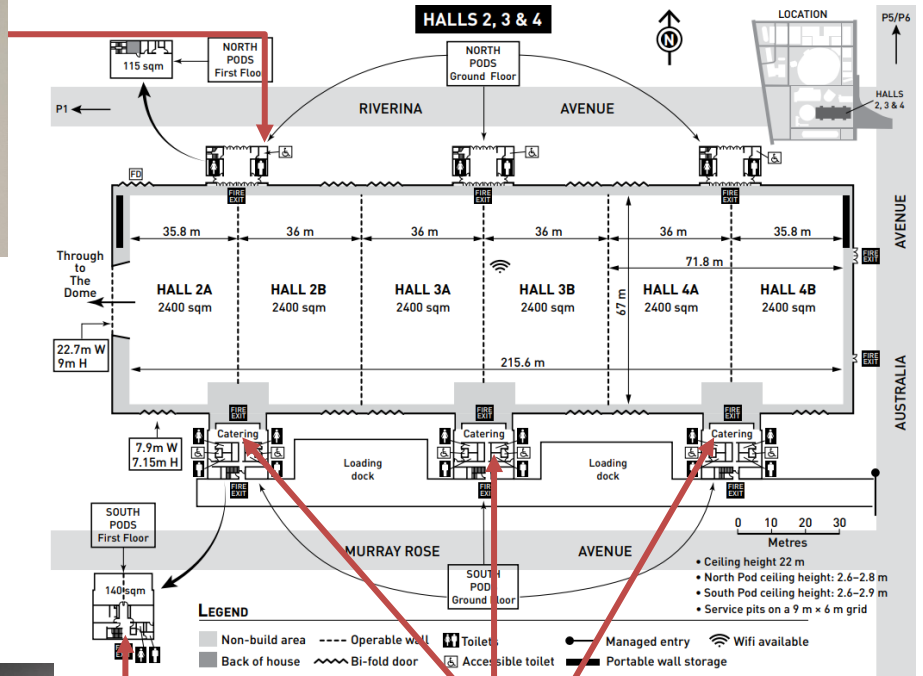 HALLS 2, 3 & 4
LOCATION
P5/P6
N
HALLS
2, 3 & 4
115 sqm
NORTH
PODS
First Floor
NORTH
PODS
Ground Floor
P1
RIVERINA AVENUE
FD
FIRE
EXIT
FIRE
EXIT
FIRE
EXIT
35.8 m
36 m
36 m
36 m
36 m
35.8 m
71.8 m
67 m
Through
to
The
Dome
HALL 2A
2400 sqm
HALL 2B
2400 sqm
HALL 3A
2400 sqm
HALL 3B
2400 sqm
HALL 4A
2400 sqm
HALL 4B
2400 sqm
FIRE
EXIT
FIRE
EXIT
AUSTRALIA AVENUE
22.7m W
9m H
215.6 m
7.9m W
7.15m H
FIRE
EXIT
FIRE
EXIT
FIRE
EXIT
Catering
Catering
Catering
Loading
dock
Loading
dock
FIRE
EXIT
FIRE
EXIT
FIRE
EXIT
SOUTH
PODS
First Floor
140 sqm
MURRAY ROSE AVENUE
SOUTH
PODS
Ground Floor
0 10 20 30
Metres
• Ceiling height 22 m
• North Pod ceiling height: 2.6–2.8 m
• South Pod ceiling height: 2.6–2.9 m
• Service pits on a 9 m × 6 m grid
LEGEND
Non-build area
Operable wall
Toilets
Managed entry
Wifi available
Back of house
Bi-fold door
Accessible toilet
Portable wall storage